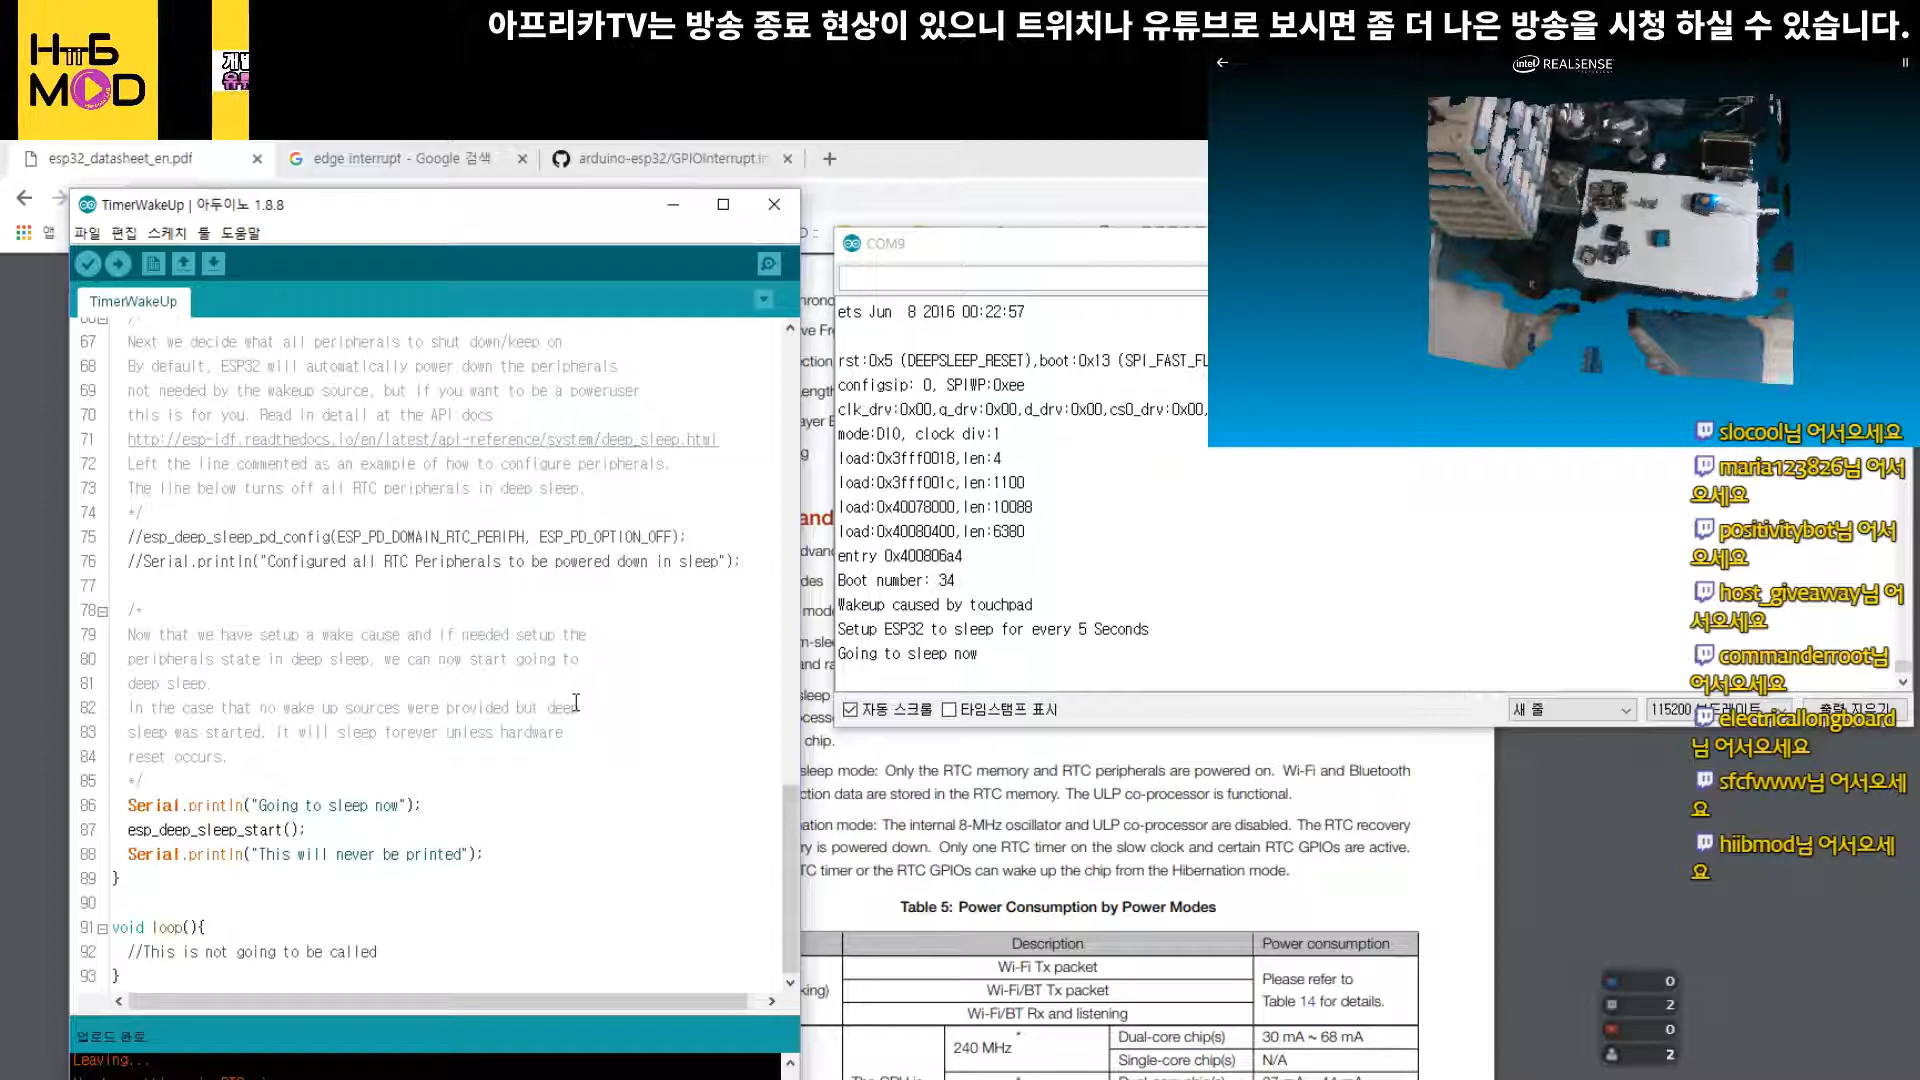 아프리카TV는 방송 종료 현상이 있으니 트위치나 유튜브로 보시면 좀 더 나은 방송을 시청 하실 수 있습니다.
HiiB
MOD
intel REALSENSE
esp32_datasheet_en.pdf
edge interrupt - Google 검색
arduino-esp32/GPIOInterrupt.in
앱
TimerWakeUp | 아두이노 1.8.8
파일 편집 스케치 툴 도움말
TimerWakeUp
67 Next we decide what all peripherals to shut down/keep on
68 By default, ESP32 will automatically power down the peripherals
69 not needed by the wakeup source, but if you want to be a poweruser
70 this is for you. Read in detail at the API docs
71 http://esp-idf.readthedocs.io/en/latest/api-reference/system/deep_sleep.html
72 Left the line commented as an example of how to configure peripherals.
73 The line below turns off all RTC peripherals in deep sleep.
74 */
75 //esp_deep_sleep_pd_config(ESP_PD_DOMAIN_RTC_PERIPH, ESP_PD_OPTION_OFF);
76 //Serial.println("Configured all RTC Peripherals to be powered down in sleep");
77
78 /*
79 Now that we have setup a wake cause and if needed setup the
80 peripherals state in deep sleep, we can now start going to
81 deep sleep.
82 In the case that no wake up sources were provided but deep
83 sleep was started, it will sleep forever unless hardware
84 reset occurs.
85 */
86 Serial.println("Going to sleep now");
87 esp_deep_sleep_start();
88 Serial.println("This will never be printed");
89 }
90
91 void loop(){
92 //This is not going to be called
93 }
업로드 완료.
Leaving...
COM9
ets Jun 8 2016 00:22:57
rst:0x5 (DEEPSLEEP_RESET),boot:0x13 (SPI_FAST_FL
configsip: 0, SPIWP:0xee
clk_drv:0x00,q_drv:0x00,d_drv:0x00,cs0_drv:0x00,
mode:DIO, clock div:1
load:0x3fff0018,len:4
load:0x3fff001c,len:1100
load:0x40078000,len:10088
load:0x40080400,len:6380
entry 0x400806a4
Boot number: 34
Wakeup caused by touchpad
Setup ESP32 to sleep for every 5 Seconds
Going to sleep now
자동 스크롤 타임스탬프 표시
새 줄
115200
출력 지우기
chip.
sleep mode: Only the RTC memory and RTC peripherals are powered on. Wi-Fi and Bluetooth
ction data are stored in the RTC memory. The ULP co-processor is functional.
ation mode: The internal 8-MHz oscillator and ULP co-processor are disabled. The RTC recovery
ry is powered down. Only one RTC timer on the slow clock and certain RTC GPIOs are active.
TC timer or the RTC GPIOs can wake up the chip from the Hibernation mode.
Table 5: Power Consumption by Power Modes
Description Power consumption
Wi-Fi Tx packet
Wi-Fi/BT Tx packet
Wi-Fi/BT Rx and listening
Please refer to
Table 14 for details.
king)
240 MHz
Dual-core chip(s) 30 mA ~ 68 mA
Single-core chip(s) N/A
slocool님 어서오세요
maria123826님 어서
오세요
p0sitivitybot님 어서
오세요
host_giveaway님 어
서오세요
commanderroot님
어서오세요
electricallongboard
님 어서오세요
sfcfwww님 어서오세
요
hiibmod님 어서오세
요
0
2
0
2